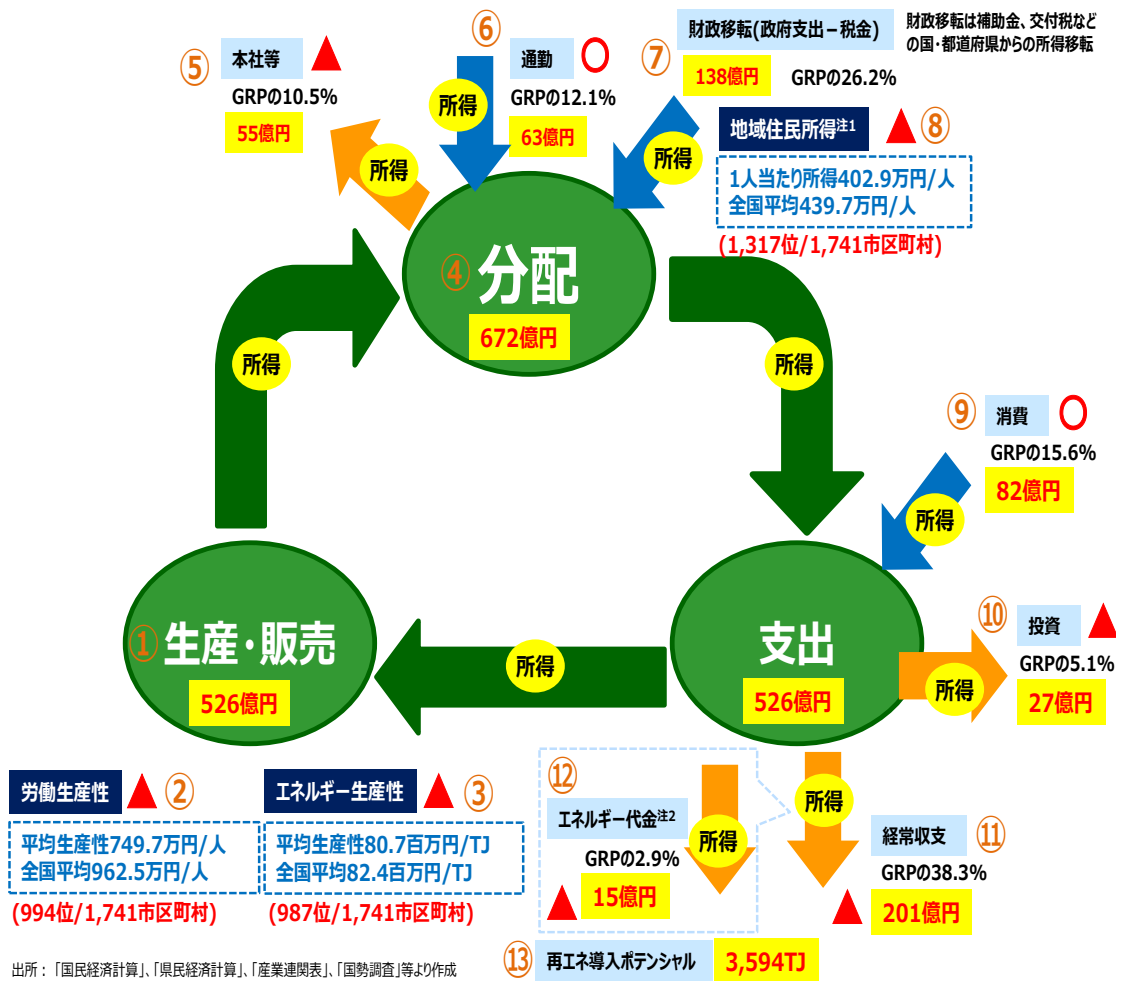 ⑤
本社等
GRPの10.5%
55億円
所得
⑥
通勤
GRPの12.1%
63億円
所得
⑦
財政移転(政府支出－税金)
138億円
GRPの26.2%
財政移転は補助金、交付税など
の国・都道府県からの所得移転
所得
地域住民所得注1
⑧
1人当たり所得402.9万円/人
全国平均439.7万円/人
(1,317位/1,741市区町村)
④
分配
672億円
所得
所得
⑨
消費
GRPの15.6%
82億円
所得
①
生産・販売
526億円
所得
支出
526億円
⑩
投資
GRPの5.1%
27億円
所得
労働生産性
②
平均生産性749.7万円/人
全国平均962.5万円/人
(994位/1,741市区町村)
エネルギー生産性
③
平均生産性80.7百万円/TJ
全国平均82.4百万円/TJ
(987位/1,741市区町村)
⑫
エネルギー代金注2
GRPの2.9%
15億円
所得
所得
経常収支
⑪
GRPの38.3%
201億円
⑬
再エネ導入ポテンシャル
3,594TJ
出所：「国民経済計算」、「県民経済計算」、「産業連関表」、「国勢調査」等より作成